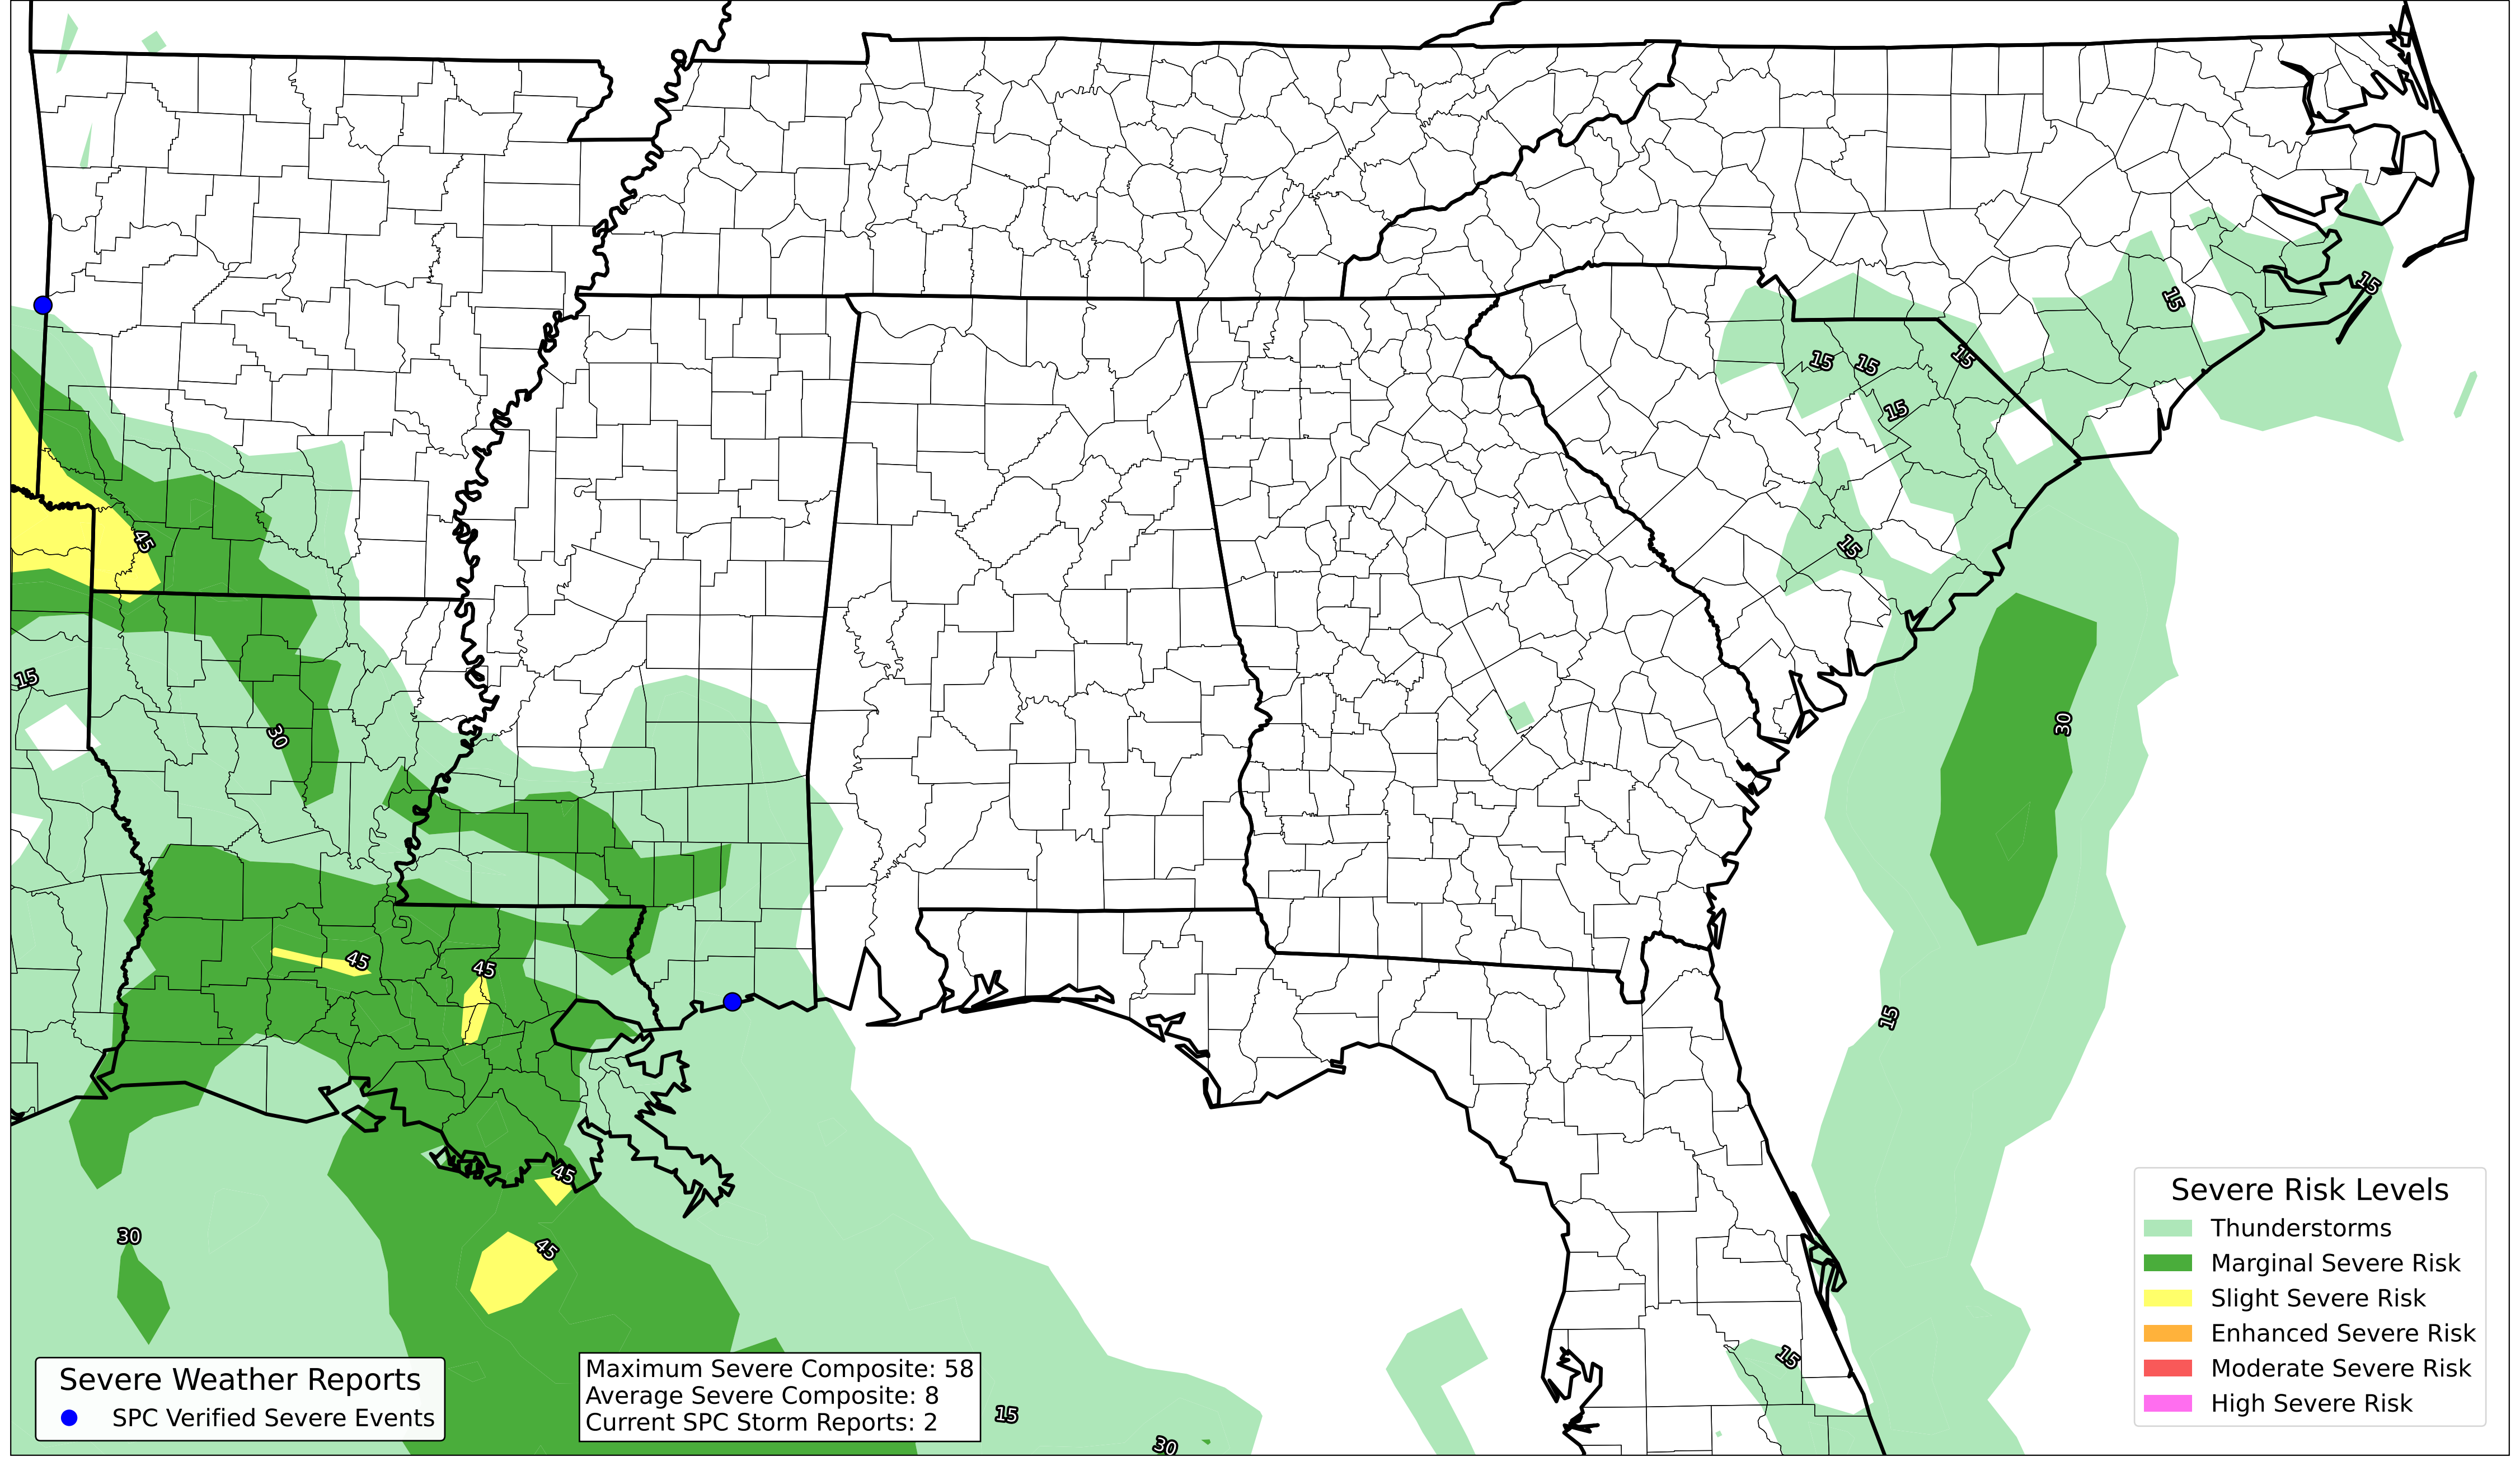 15
15
15
15
15
15
45
15
15
30
30
45
45
15
45
30
45
15
15
30
Severe Weather Reports
SPC Verified Severe Events
Maximum Severe Composite: 58
Average Severe Composite: 8
Current SPC Storm Reports: 2
Severe Risk Levels
Thunderstorms
Marginal Severe Risk
Slight Severe Risk
Enhanced Severe Risk
Moderate Severe Risk
High Severe Risk